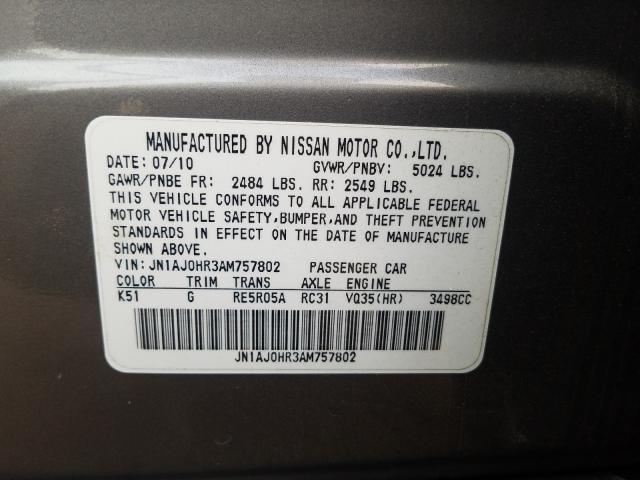 MANUFACTURED BY NISSAN MOTOR CO.,LTD.
DATE: 07/10 GVWR/PNBV: 5024 LBS.
GAWR/PNBE FR: 2484 LBS. RR: 2549 LBS.
THIS VEHICLE CONFORMS TO ALL APPLICABLE FEDERAL
MOTOR VEHICLE SAFETY,BUMPER,AND THEFT PREVENTION
STANDARDS IN EFFECT ON THE DATE OF MANUFACTURE
SHOWN ABOVE.
VIN: JN1AJ0HR3AM757802 PASSENGER CAR
COLOR TRIM TRANS AXLE ENGINE
K51 G RE5R05A RC31 VQ35(HR) 3498CC
JN1AJ0HR3AM757802